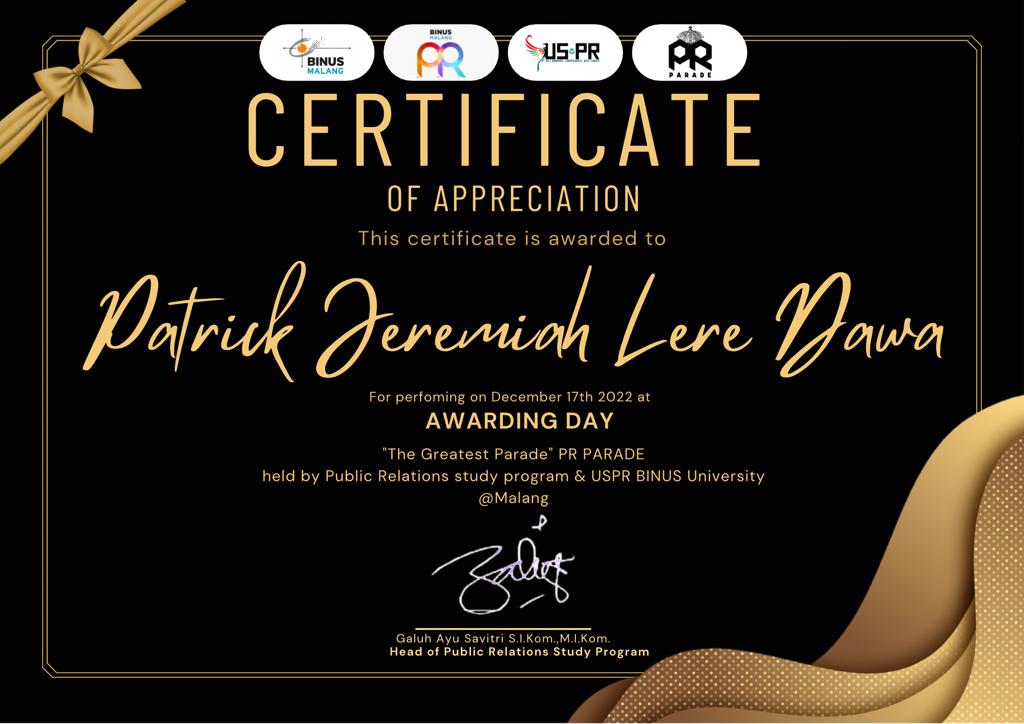 BINUS
MALANG
BINUS
MALANG
PR
US PR
PR
PARADE
CERTIFICATE
OF APPRECIATION
This certificate is awarded to
Patrick Jeremiah Lere Dawa
For perfoming on December 17th 2022 at
AWARDING DAY
"The Greatest Parade" PR PARADE
held by Public Relations study program & USPR BINUS University
@Malang
Galuh Ayu Savitri S.I.Kom.,M.I.Kom.
Head of Public Relations Study Program